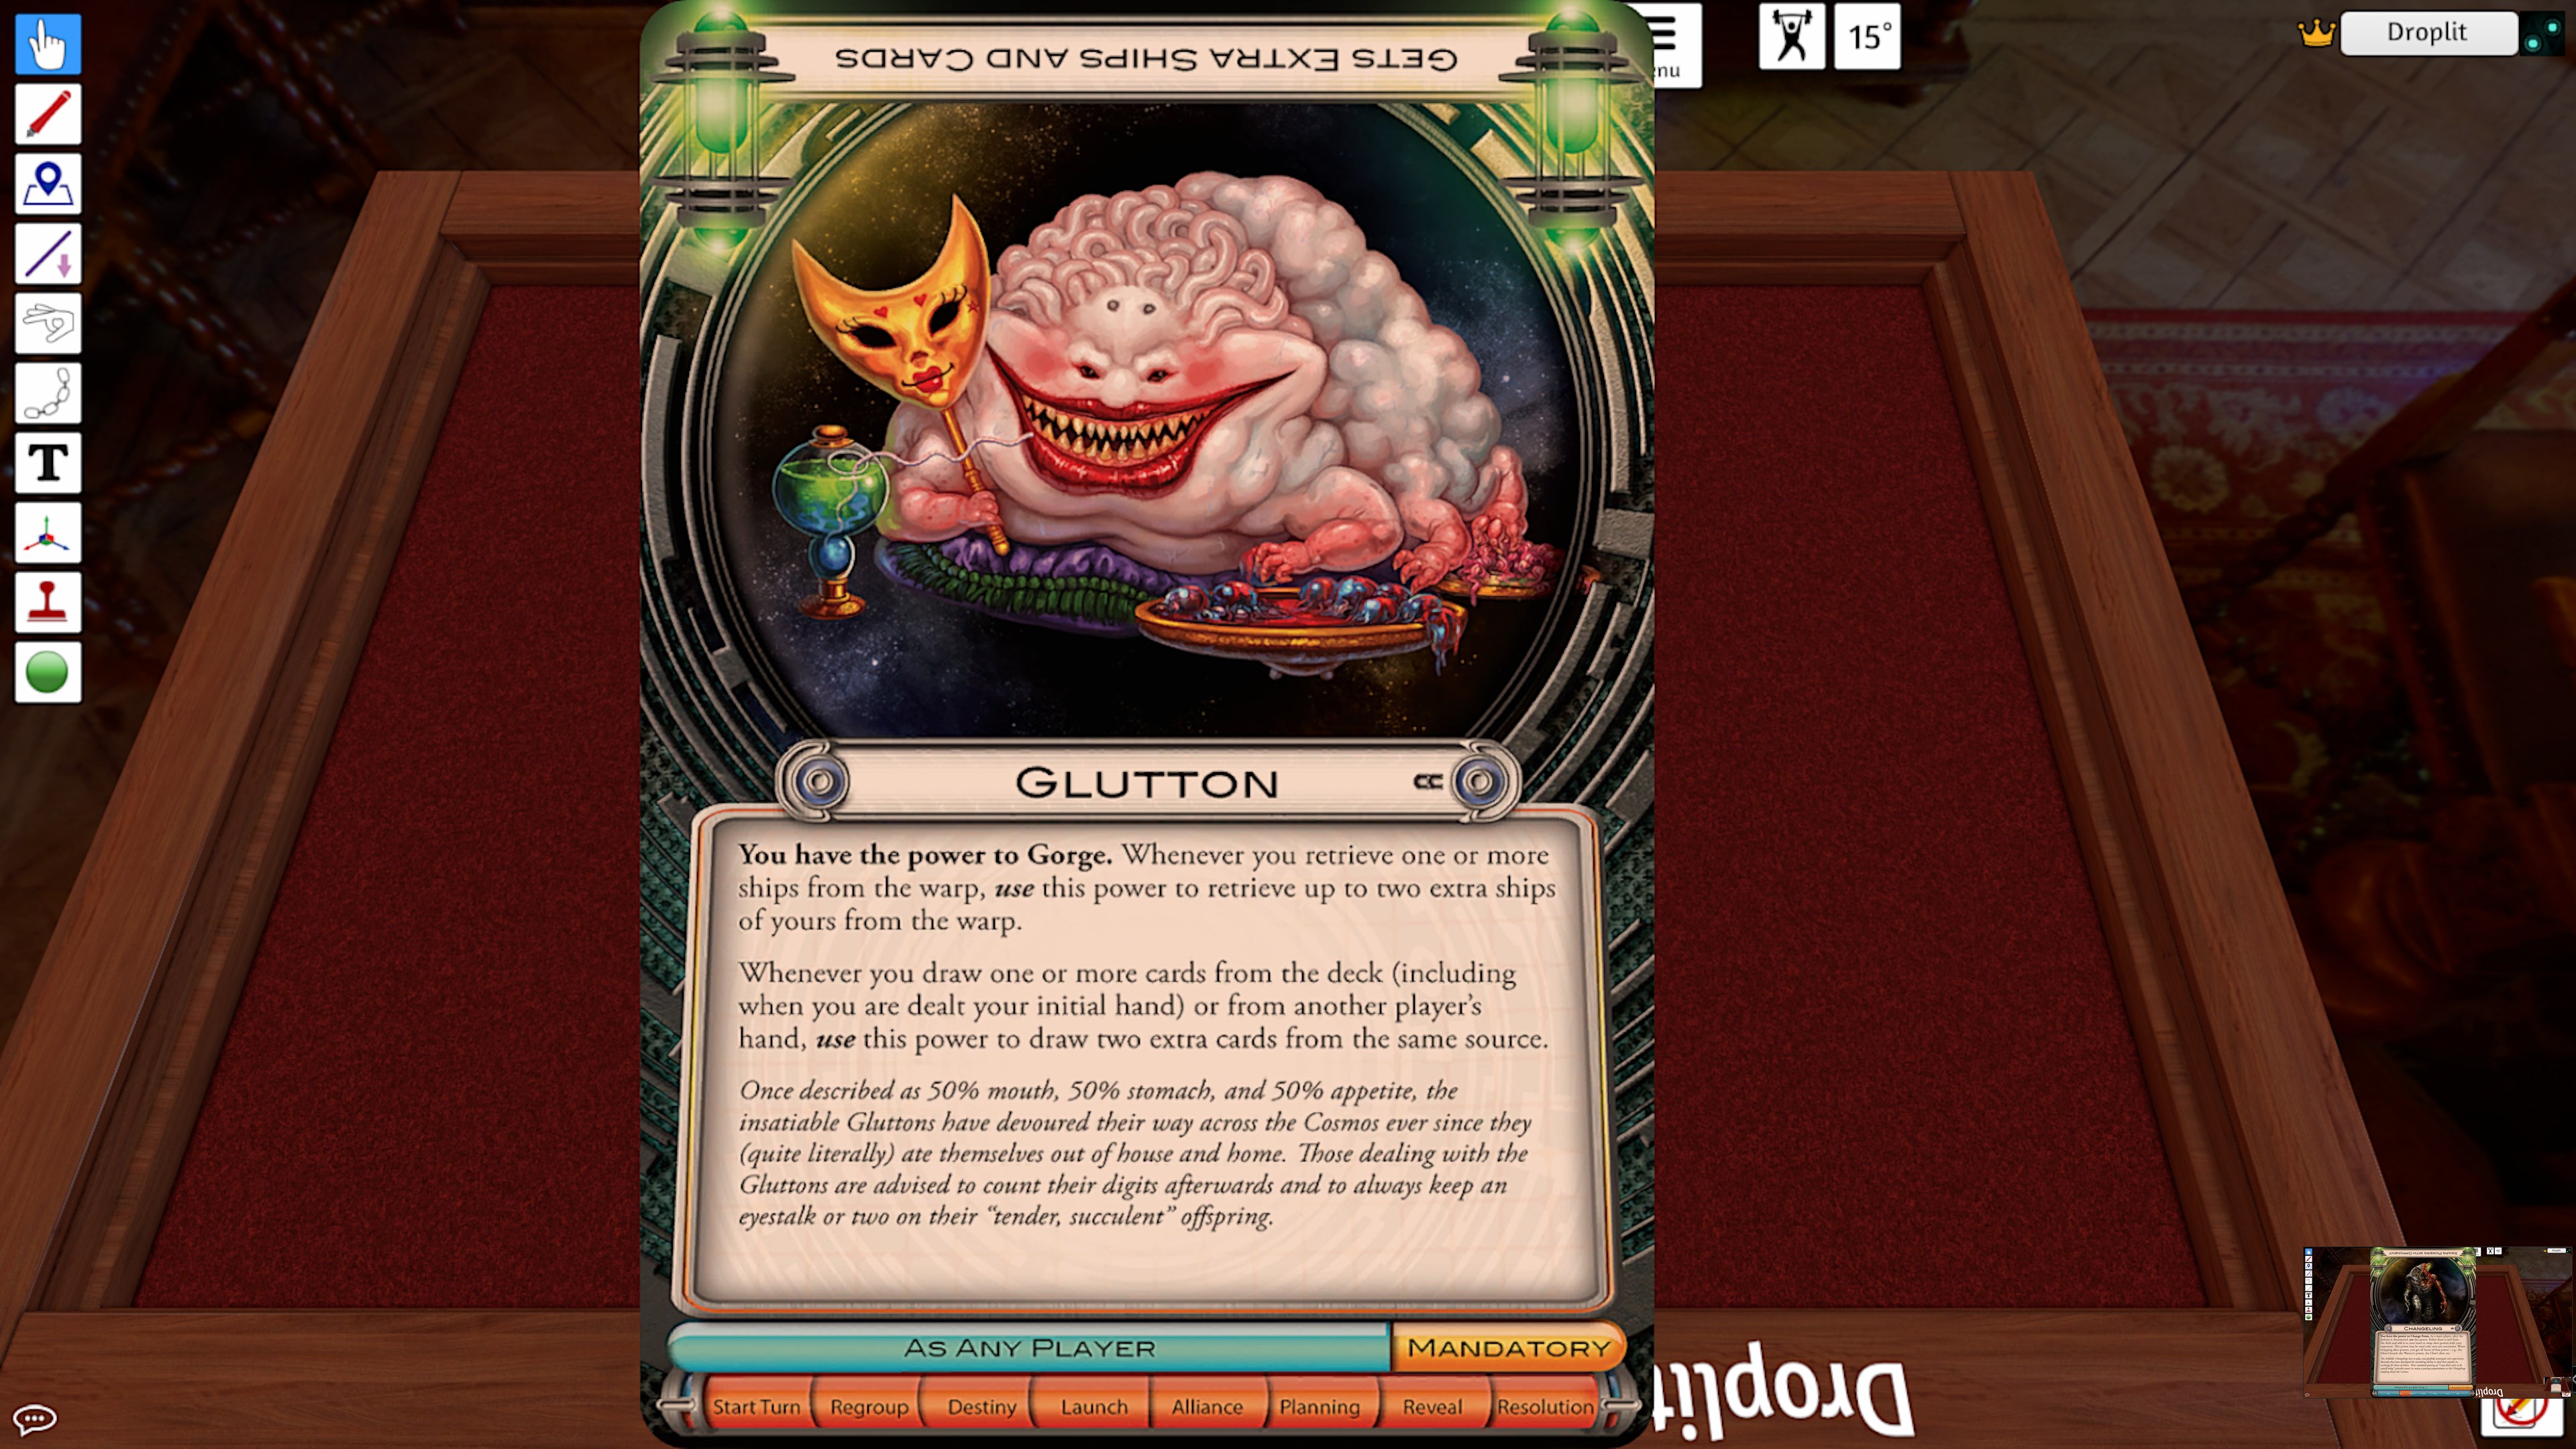 GETS EXTRA SHIPS AND CARDS
nu
15°
Droplit
T
GLUTTON
CC
You have the power to Gorge. Whenever you retrieve one or more
ships from the warp, use this power to retrieve up to two extra ships
of yours from the warp.
Whenever you draw one or more cards from the deck (including
when you are dealt your initial hand) or from another player's
hand, use this power to draw two extra cards from the same source.
Once described as 50% mouth, 50% stomach, and 50% appetite, the
insatiable Gluttons have devoured their way across the Cosmos ever since they
(quite literally) ate themselves out of house and home. Those dealing with the
Gluttons are advised to count their digits afterwards and to always keep an
eyestalk or two on their “tender, succulent” offspring.
AS ANY PLAYER
MANDATORY
Start Turn Regroup Destiny Launch Alliance Planning Reveal Resolution
Droplit
CHANGELING